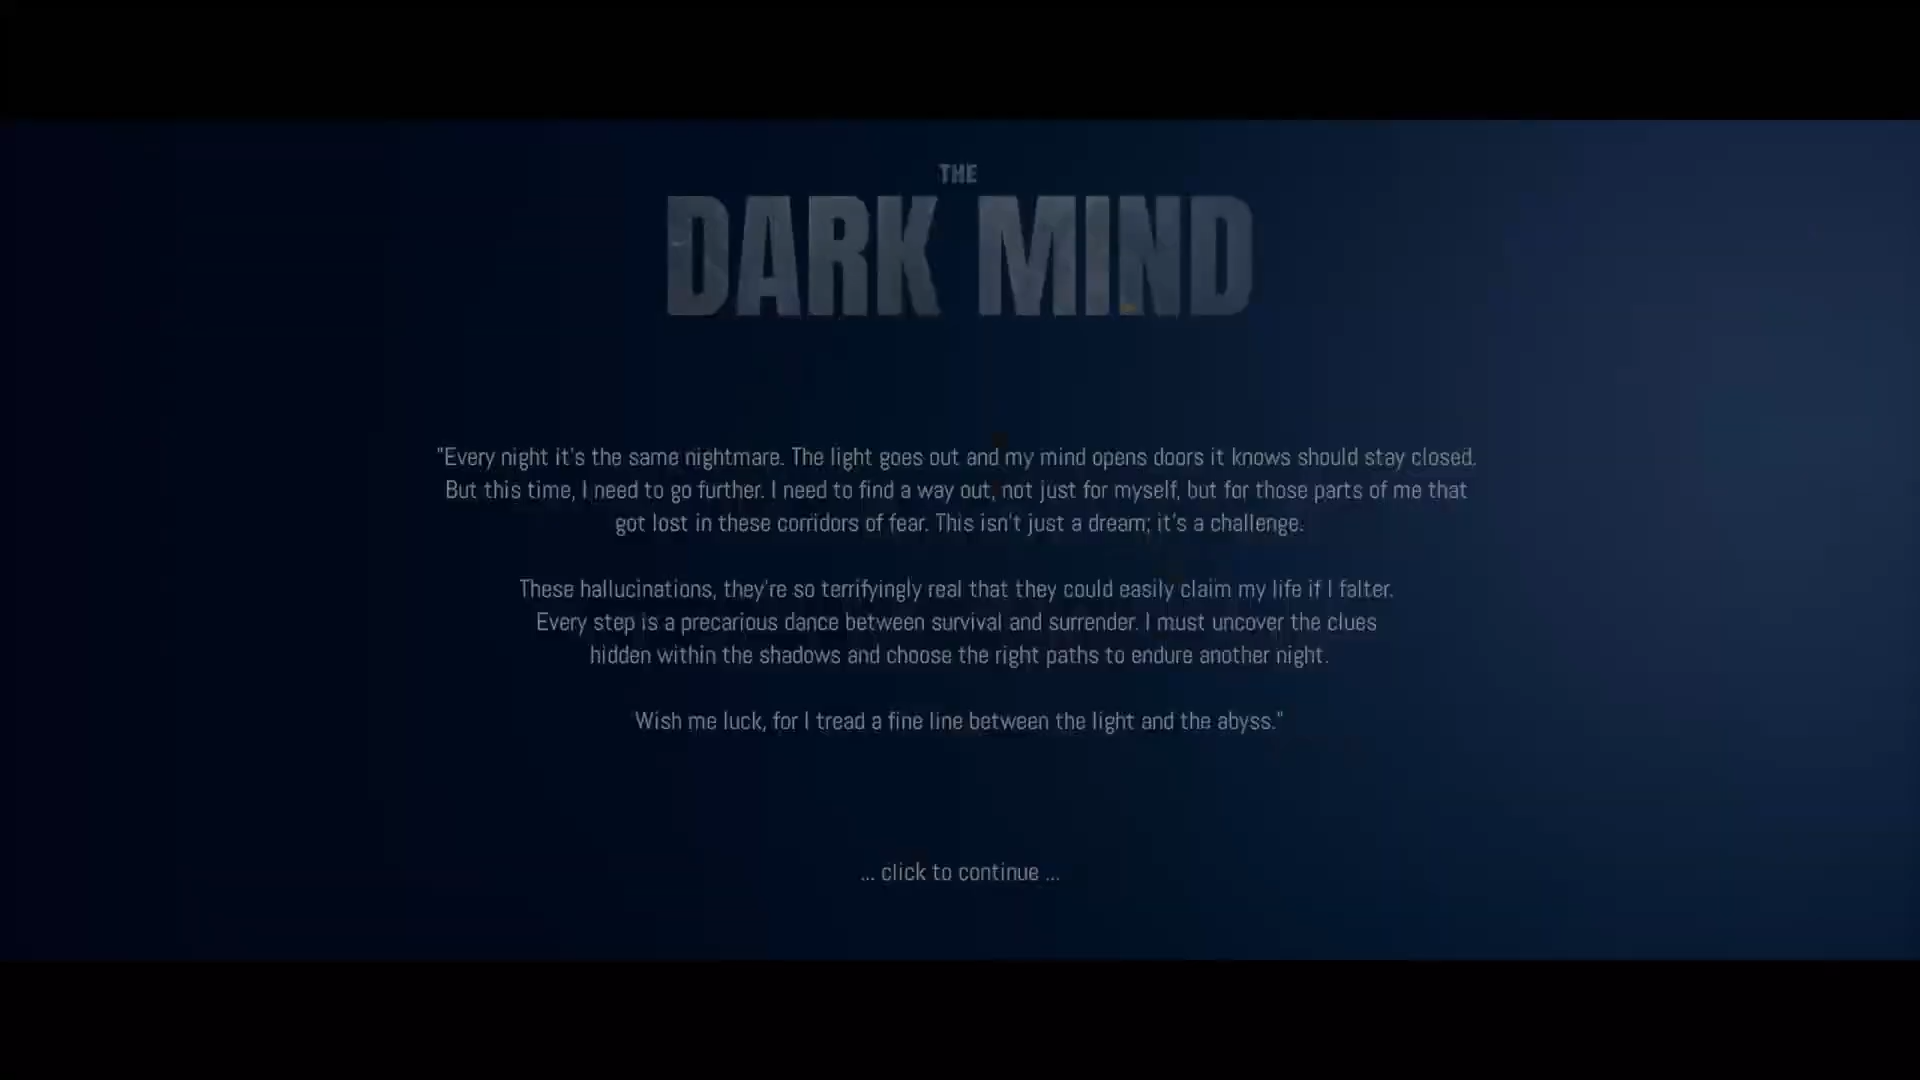 THE
DARK MIND
"Every night it's the same nightmare. The light goes out and my mind opens doors it knows should stay closed.
But this time, I need to go further. I need to find a way out, not just for myself, but for those parts of me that
got lost in these corridors of fear. This isn't just a dream; it's a challenge.
These hallucinations, they're so terrifyingly real that they could easily claim my life if I falter.
Every step is a precarious dance between survival and surrender. I must uncover the clues
hidden within the shadows and choose the right paths to endure another night.
Wish me luck, for I tread a fine line between the light and the abyss."
... click to continue ...